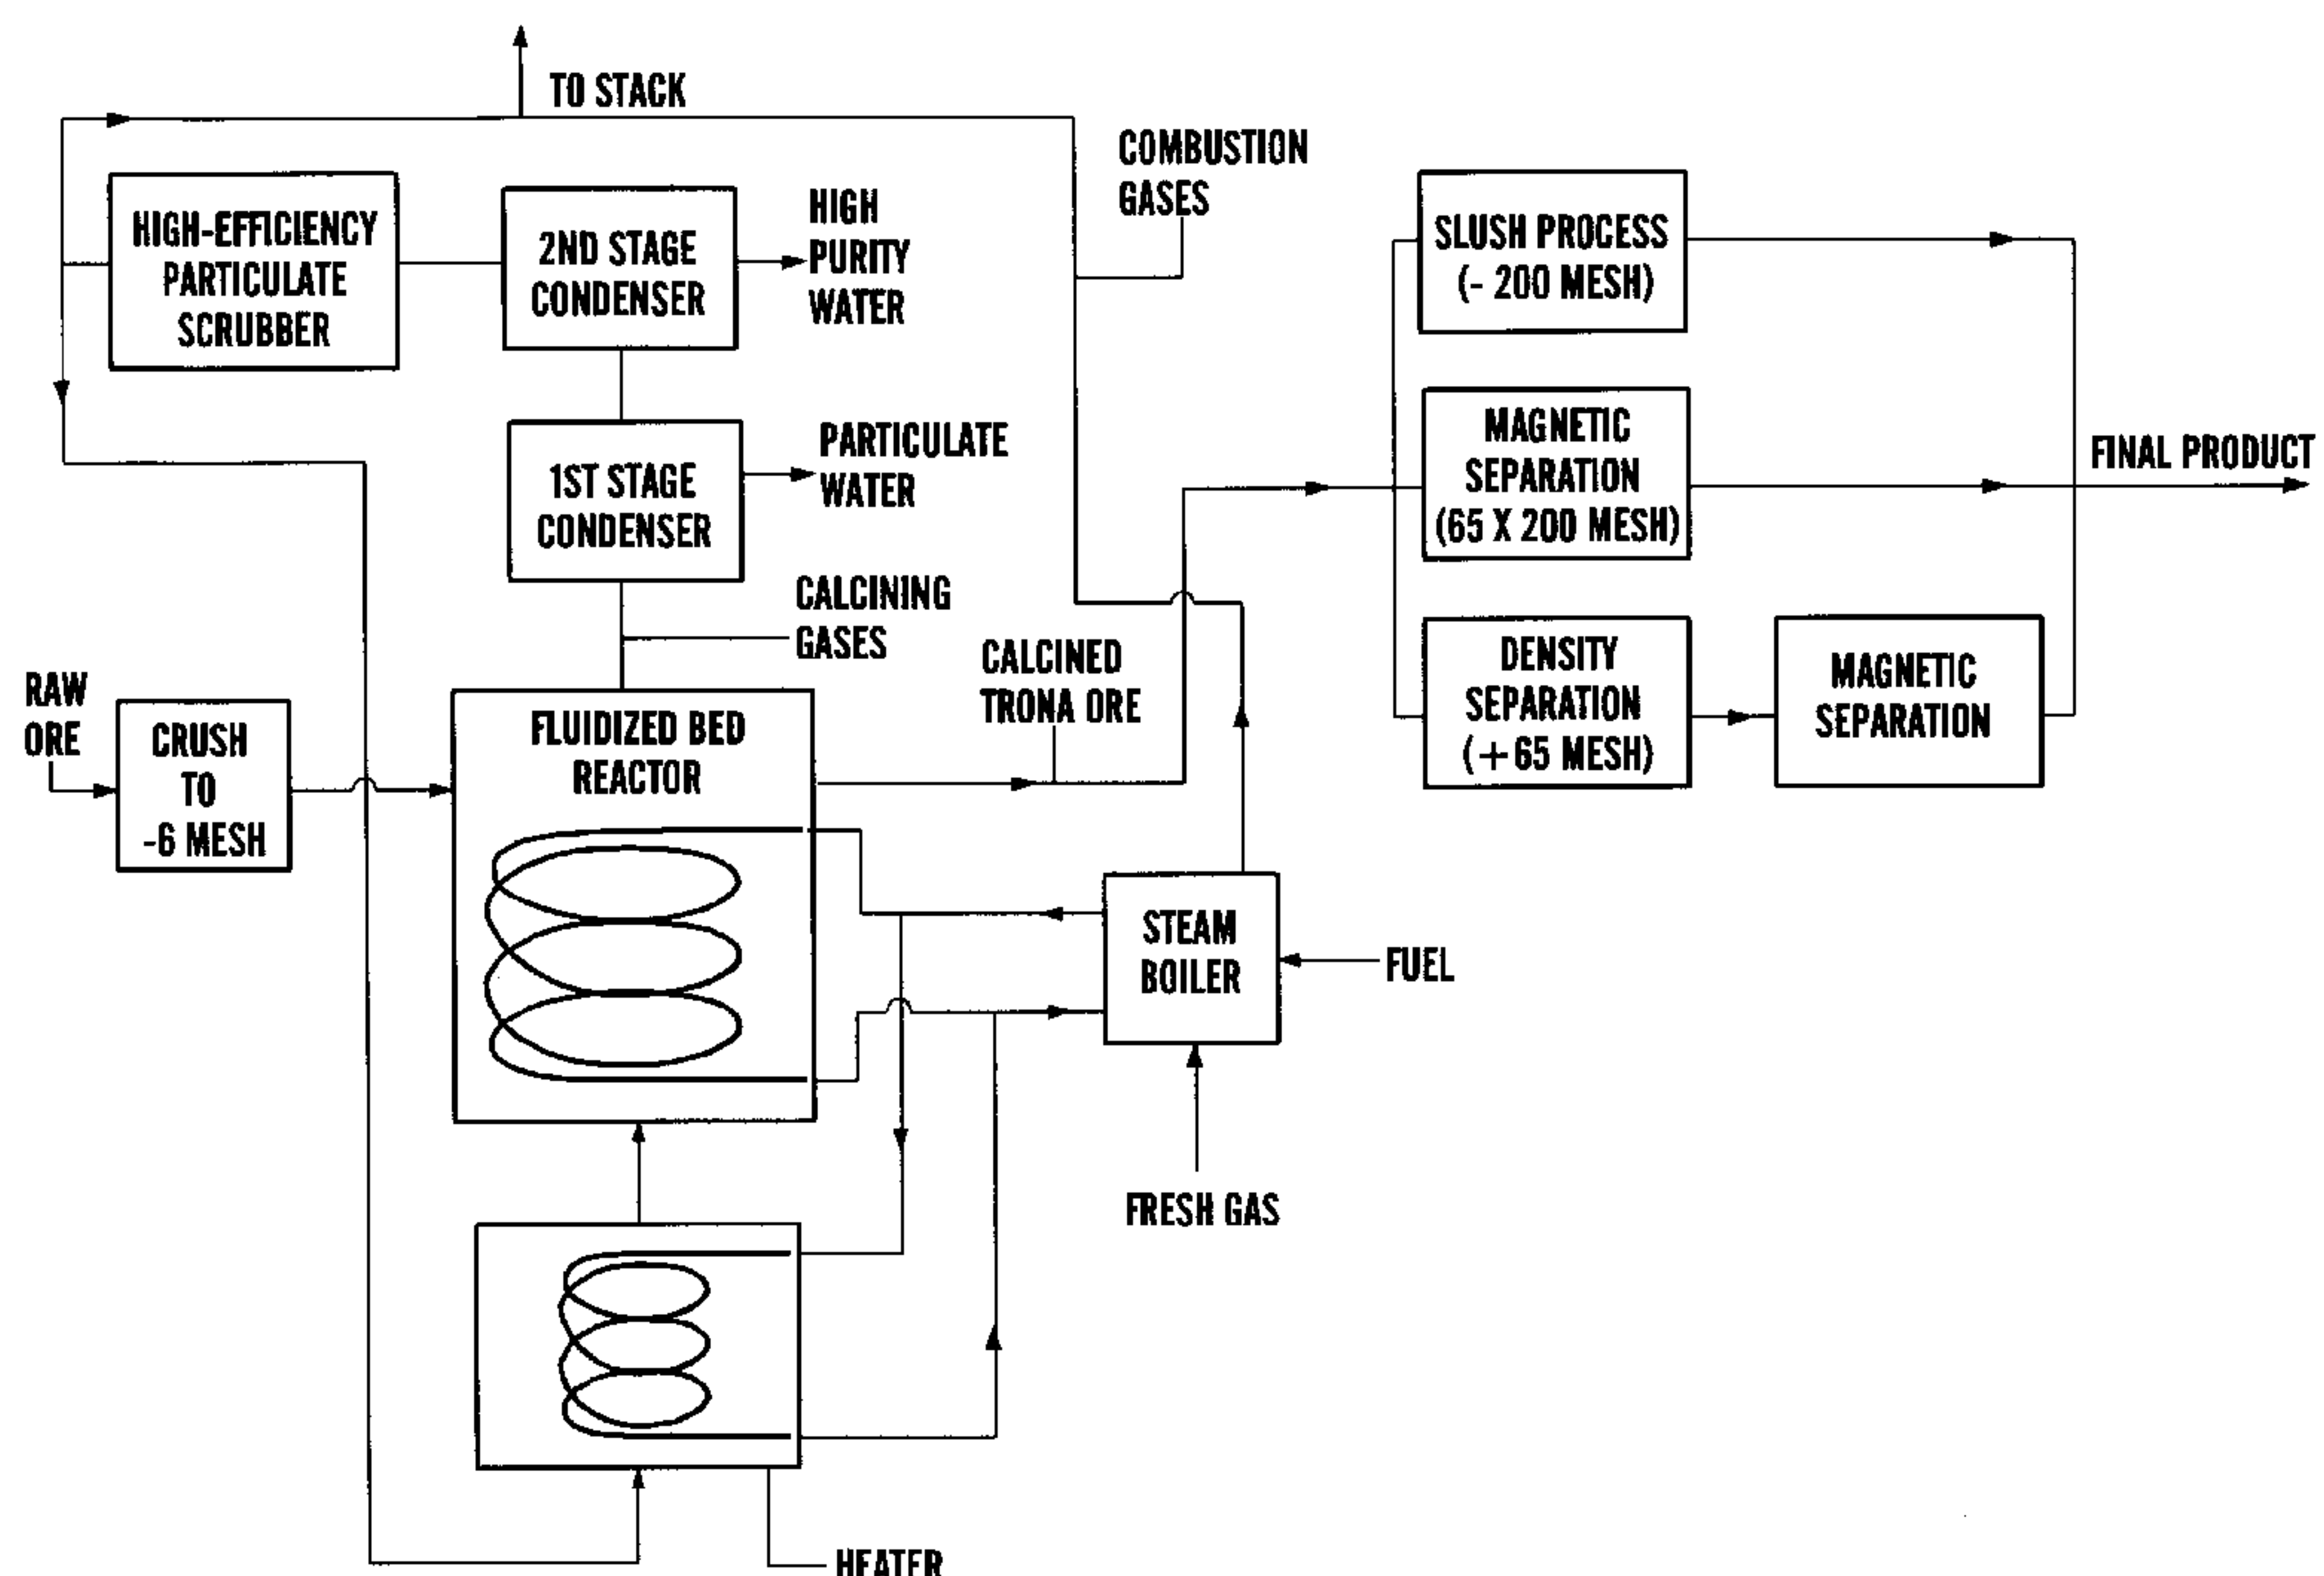 TO STACK
COMBUSTION
GASES
HIGH-EFFICIENCY
PARTICULATE
SCRUBBER
2ND STAGE
CONDENSER
HIGH
PURITY
WATER
SLUSH PROCESS
(- 200 MESH)
1ST STAGE
CONDENSER
PARTICULATE
WATER
MAGNETIC
SEPARATION
(65 X 200 MESH)
FINAL PRODUCT
CALCINING
GASES
RAW
ORE
CRUSH
TO
-6 MESH
FLUIDIZED BED
REACTOR
CALCINED
TRONA ORE
DENSITY
SEPARATION
(+65 MESH)
MAGNETIC
SEPARATION
STEAM
BOILER
FUEL
FRESH GAS
HEATER